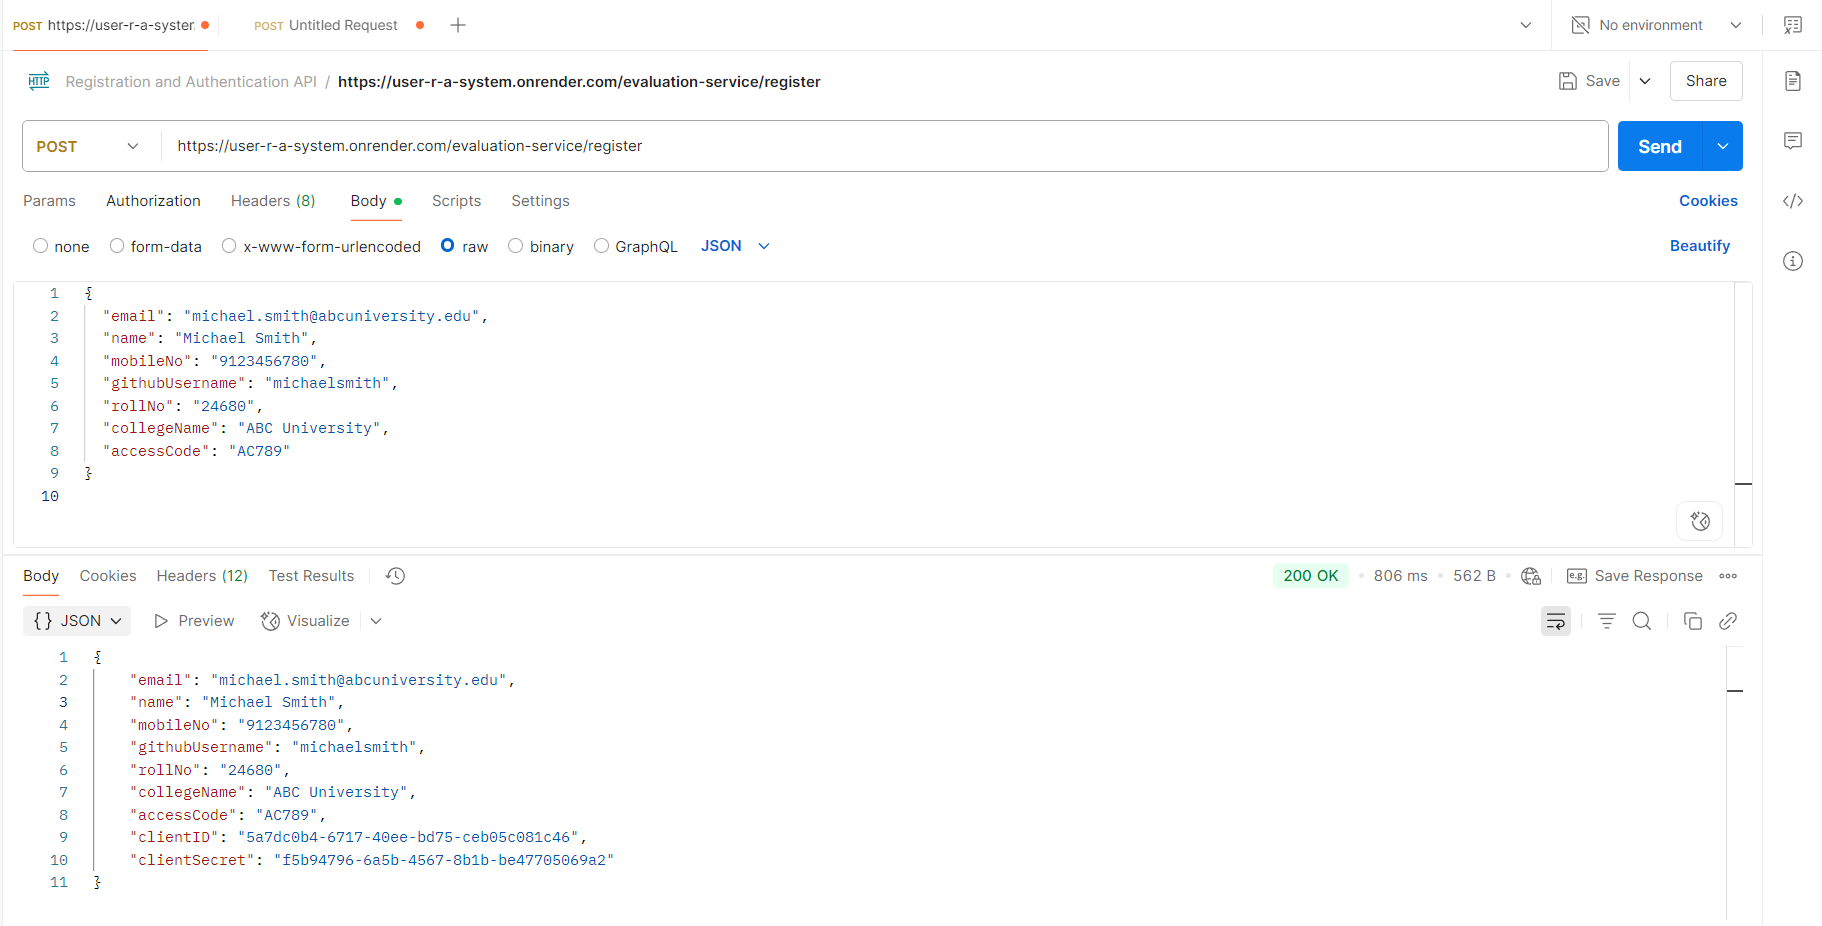 POST https://user-r-a-syster POST Untitled Request No environment
HTTP Registration and Authentication API / https://user-r-a-system.onrender.com/evaluation-service/register Save Share
POST https://user-r-a-system.onrender.com/evaluation-service/register Send
Params Authorization Headers (8) Body Scripts Settings Cookies
none form-data x-www-form-urlencoded raw binary GraphQL JSON Beautify
1 {
2 "email": "michael.smith@abcuniversity.edu",
3 "name": "Michael Smith",
4 "mobileNo": "9123456780",
5 "githubUsername": "michaelsmith",
6 "rollNo": "24680",
7 "collegeName": "ABC University",
8 "accessCode": "AC789"
9 }
10
Body Cookies Headers (12) Test Results 200 OK 806 ms 562 B e.g. Save Response
{} JSON Preview Visualize
1 {
2 "email": "michael.smith@abcuniversity.edu",
3 "name": "Michael Smith",
4 "mobileNo": "9123456780",
5 "githubUsername": "michaelsmith",
6 "rollNo": "24680",
7 "collegeName": "ABC University",
8 "accessCode": "AC789",
9 "clientID": "5a7dc0b4-6717-40ee-bd75-ceb05c081c46",
10 "clientSecret": "f5b94796-6a5b-4567-8b1b-be47705069a2"
11 }